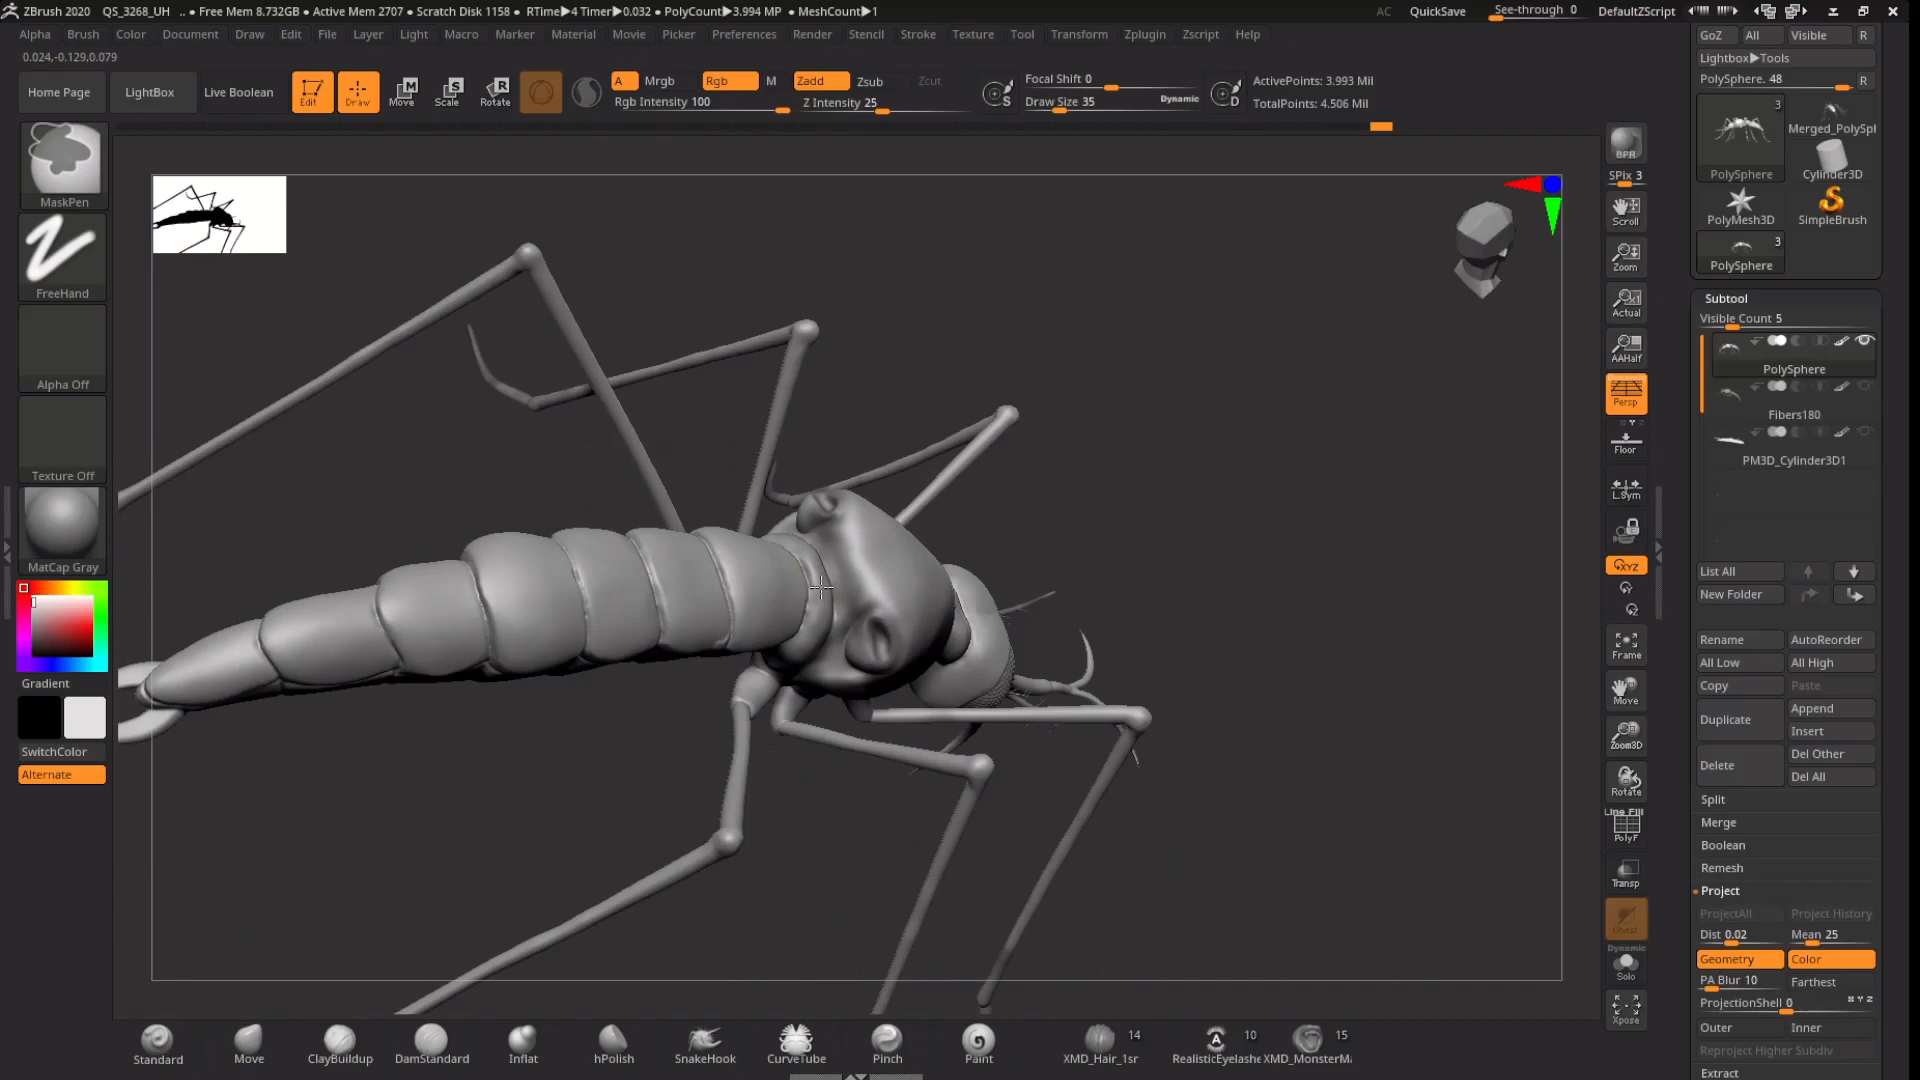 ZBrush 2020 QS_3268_UH .. • Free Mem 8.732GB • Active Mem 2707 • Scratch Disk 1158 • RTime▶4 Timer▶0.032 • PolyCount▶3.994 MP • MeshCount▶1
AC QuickSave See-through 0 DefaultZScript
Alpha Brush Color Document Draw Edit File Layer Light Macro Marker Material Movie Picker Preferences Render Stencil Stroke Texture Tool Transform Zplugin Zscript Help
0.024,-0.129,0.079
Home Page LightBox Live Boolean
Edit Draw Move Scale Rotate
M S R
A Mrgb Rgb M Zadd Zsub Zcut
Rgb Intensity 100 Z Intensity 25
S Focal Shift 0
Draw Size 35 Dynamic
D ActivePoints: 3.993 Mil
TotalPoints: 4.506 Mil
MaskPen
FreeHand
Alpha Off
Texture Off
MatCap Gray
Gradient
SwitchColor
Alternate
BPR
SPix 3
Scroll
Zoom
Actual
AAHalf
Dynamic
Persp
Floor
L.Sym
XYZ
Frame
Move
Zoom3D
Rotate
Line Fill
PolyF
Transp
Ghost
Dynamic
Solo
Xpose
GoZ All Visible R
Lightbox▶Tools
PolySphere. 48 R
3
PolySphere
Merged_PolySpl
Cylinder3D
PolyMesh3D
SimpleBrush
3
PolySphere
Subtool
Visible Count 5
PolySphere
Fibers180
PM3D_Cylinder3D1
List All
New Folder
Rename AutoReorder
All Low All High
Copy Paste
Duplicate Append
Insert
Delete Del Other
Del All
Split
Merge
Boolean
Remesh
Project
ProjectAll Project History
Dist 0.02 Mean 25
Geometry Color
PA Blur 10 Farthest
ProjectionShell 0
Outer Inner
Reproject Higher Subdiv
Extract
Standard
Move
ClayBuildup
DamStandard
Inflat
hPolish
SnakeHook
CurveTube
Pinch
Paint
14
XMD_Hair_1sr
10
A
RealisticEyelashe
15
XMD_MonsterMa